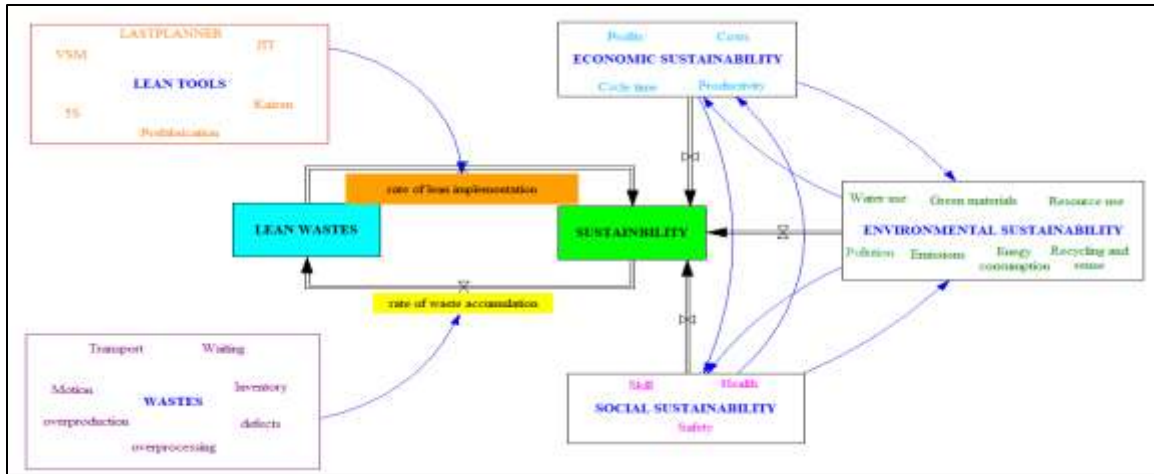 LASTPLANNER
VSM
JIT
LEAN TOOLS
5S
Kaizen
Prefabrication
Profits
Costs
ECONOMIC SUSTAINABILITY
Cycle time
Productivity
rate of lean implementation
LEAN WASTES
SUSTAINBILITY
rate of waste accumulation
Water use
Green materials
Resource use
ENVIRONMENTAL SUSTAINABILITY
Pollution
Emissions
Energy
consumption
Recycling and
reuse
Transport
Waiting
Motion
Inventory
WASTES
overproduction
defects
overprocessing
Skill
Health
SOCIAL SUSTAINABILITY
Safety